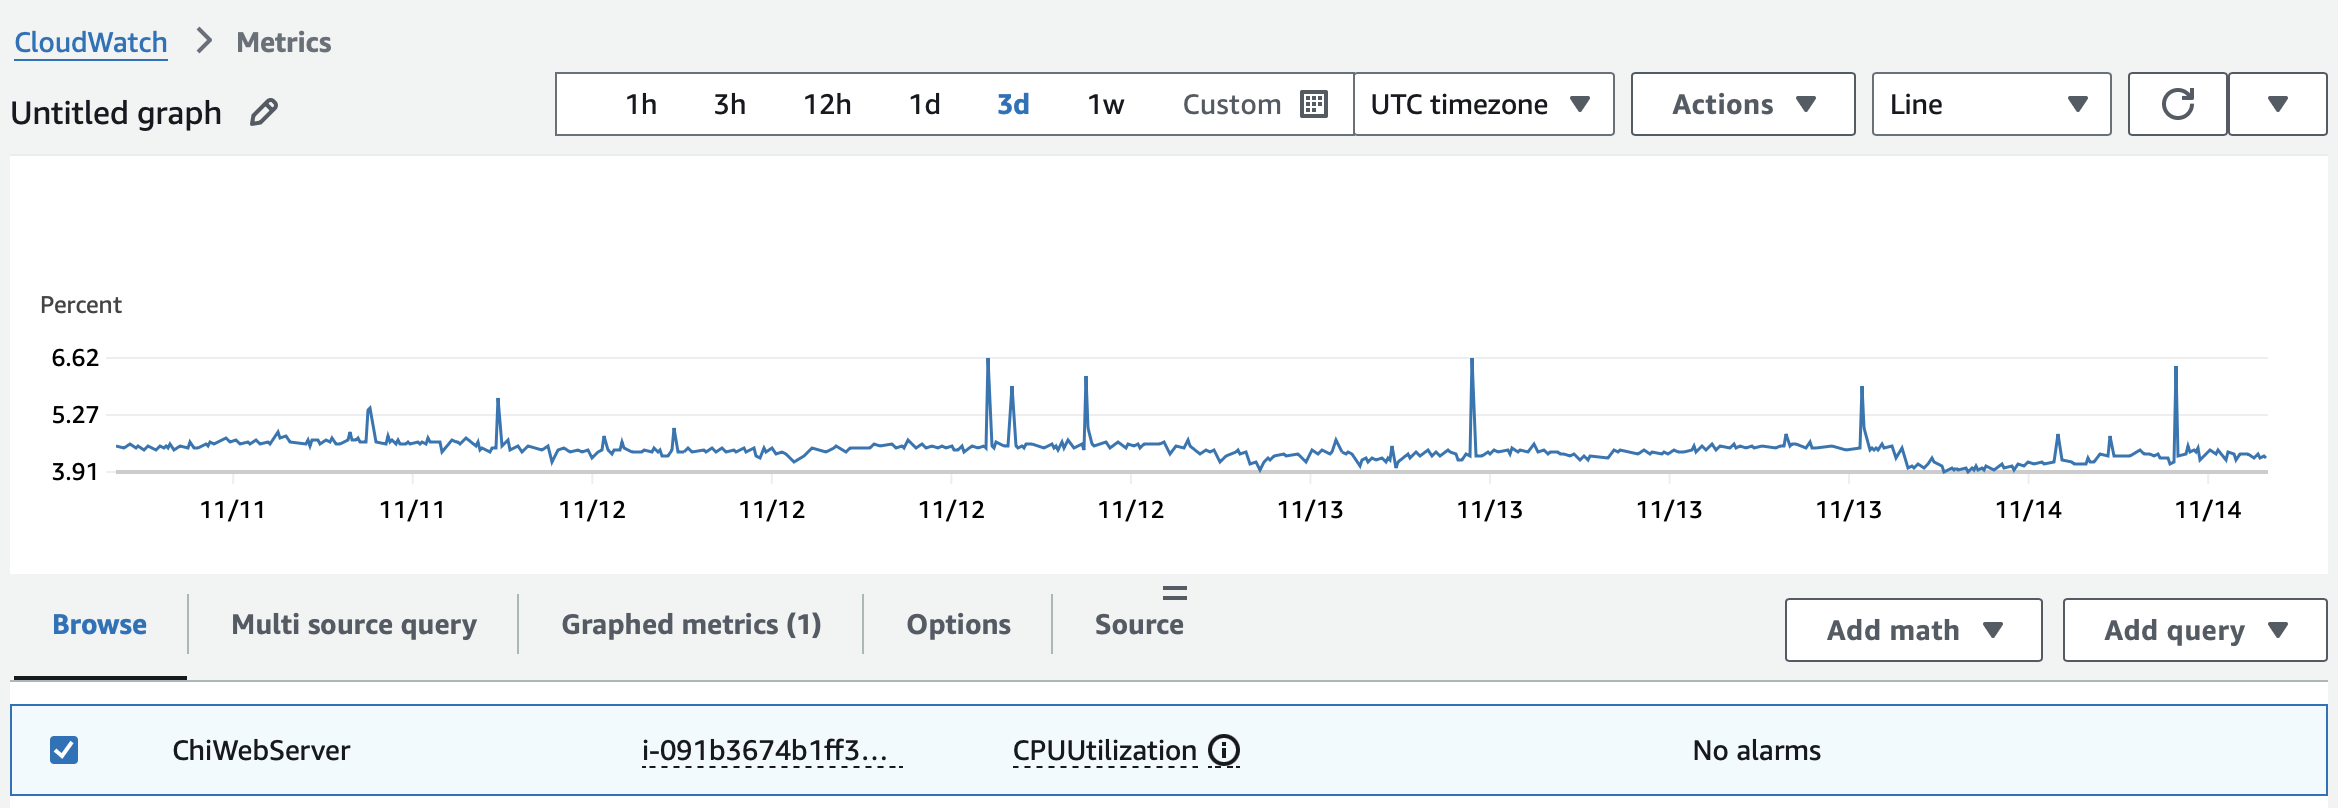 CloudWatch > Metrics
Untitled graph
1h 3h 12h 1d 3d 1w Custom UTC timezone Actions Line
Percent
6.62
5.27
3.91
11/11 11/11 11/12 11/12 11/12 11/12 11/13 11/13 11/13 11/13 11/14 11/14
Browse Multi source query Graphed metrics (1) Options Source Add math Add query
ChiWebServer i-091b3674b1ff3... CPUUtilization No alarms